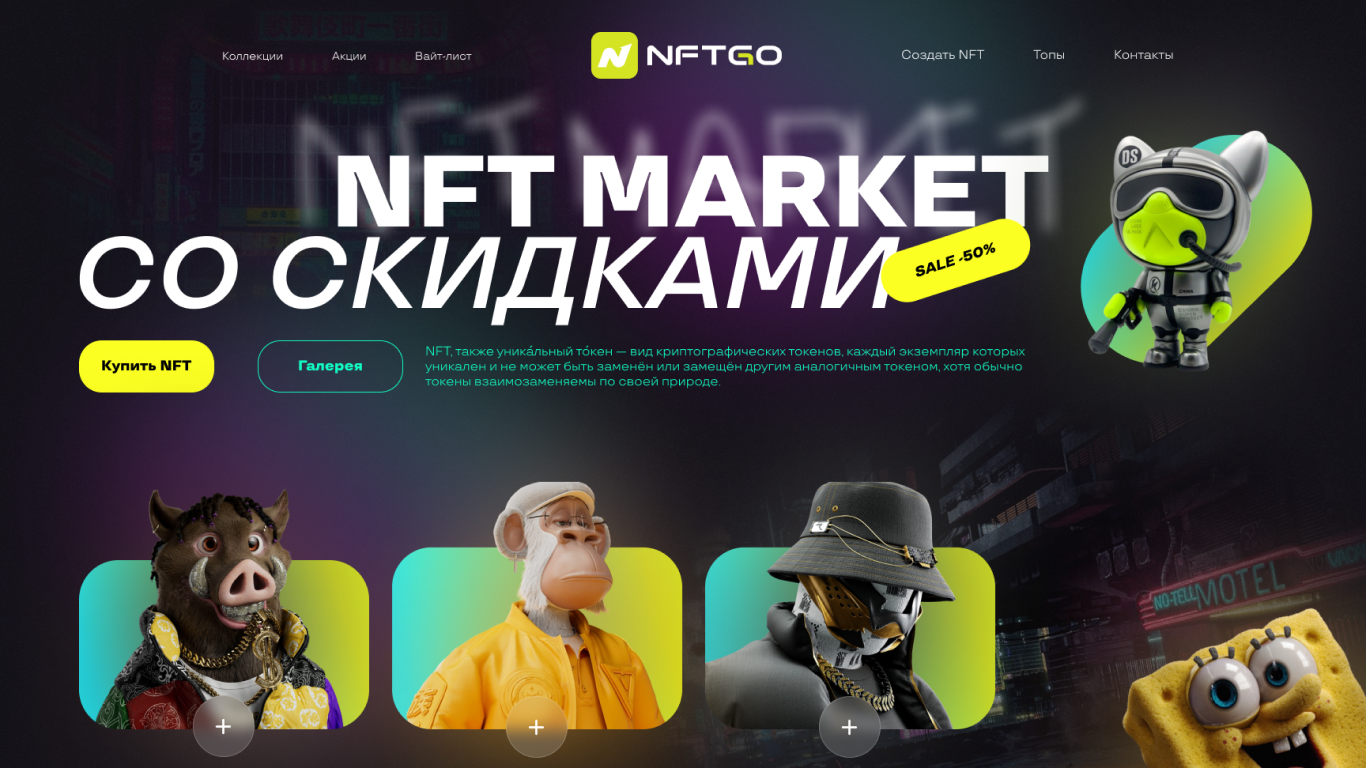 Коллекции
Акции
Вайт-лист
NFTGO
Создать NFT
Топы
Контакты
NFT MARKET
СО СКИДКАМИ
SALE -50%
DS
Купить NFT
Галерея
NFT, также уника́льный то́кен — вид криптографических токенов, каждый экземпляр которых
уникален и не может быть заменён или замещён другим аналогичным токеном, хотя обычно
токены взаимозаменяемы по своей природе.
NO-TELL MOTEL
+
+
+